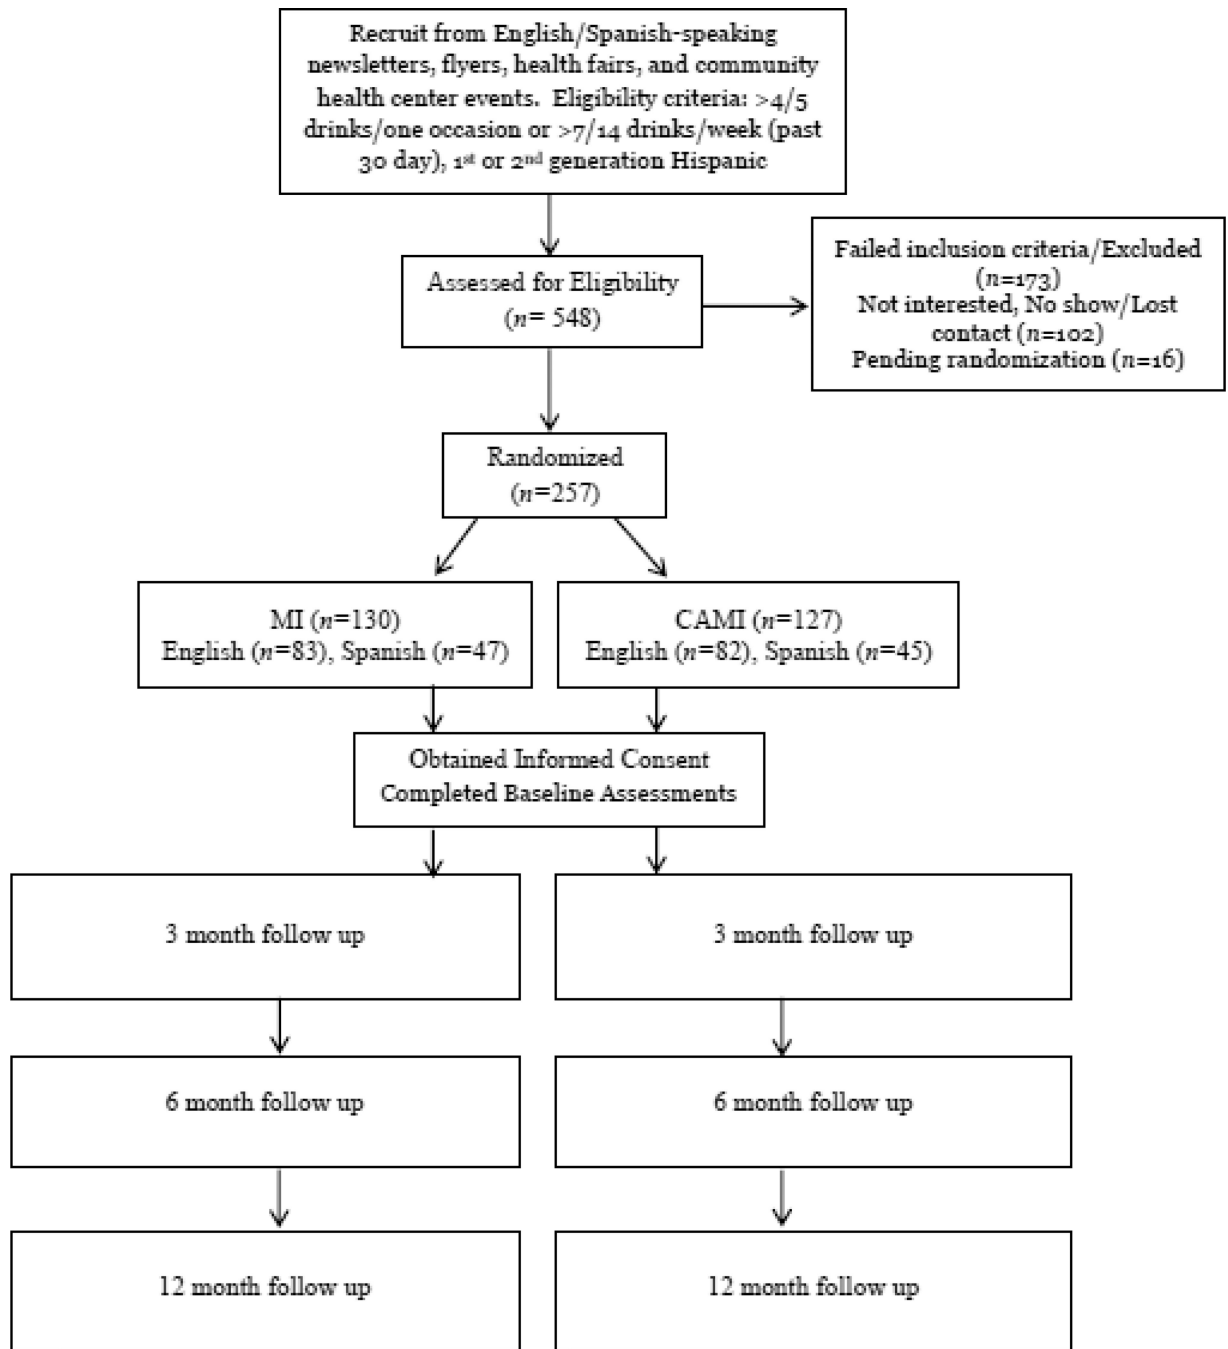 Recruit from English/Spanish-speaking
newsletters, flyers, health fairs, and community
health center events. Eligibility criteria: >4/5
drinks/one occasion or >7/14 drinks/week (past
30 day), 1st or 2nd generation Hispanic
Assessed for Eligibility
(n= 548)
Failed inclusion criteria/Excluded
(n=173)
Not interested, No show/Lost
contact (n=102)
Pending randomization (n=16)
Randomized
(n=257)
MI (n=130)
English (n=83), Spanish (n=47)
CAMI (n=127)
English (n=82), Spanish (n=45)
Obtained Informed Consent
Completed Baseline Assessments
3 month follow up
3 month follow up
6 month follow up
6 month follow up
12 month follow up
12 month follow up